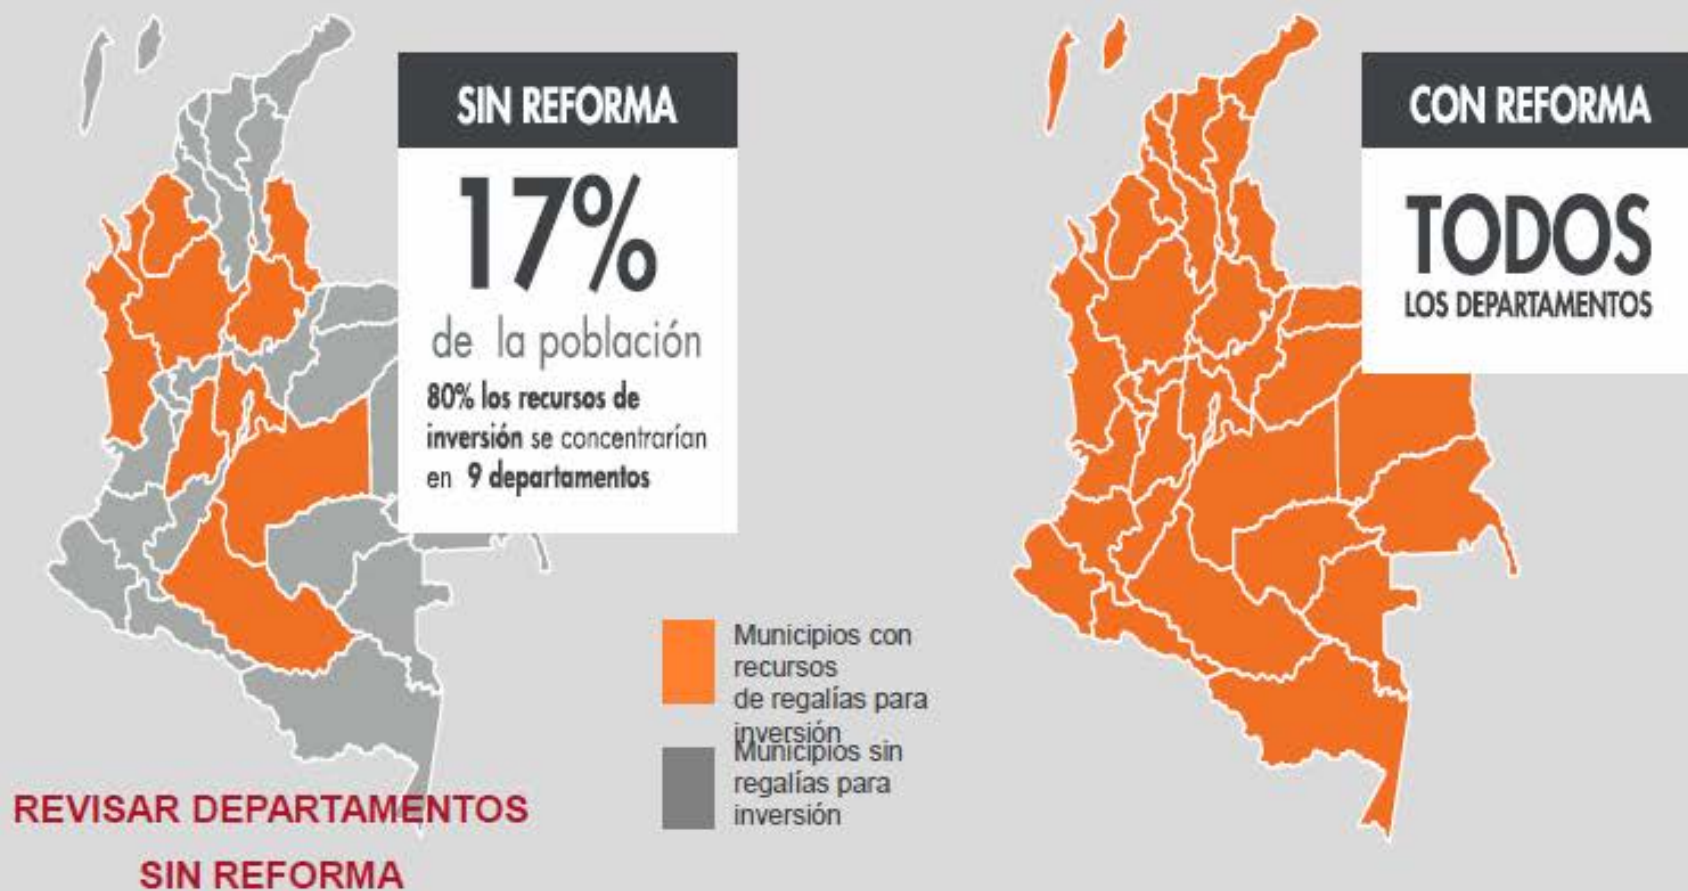 SIN REFORMA
17%
de la población
80% los recursos de
inversión se concentrarían
en 9 departamentos
CON REFORMA
TODOS
LOS DEPARTAMENTOS
Municipios con
recursos
de regalías para
inversión
Municipios sin
regalías para
inversión
REVISAR DEPARTAMENTOS
SIN REFORMA